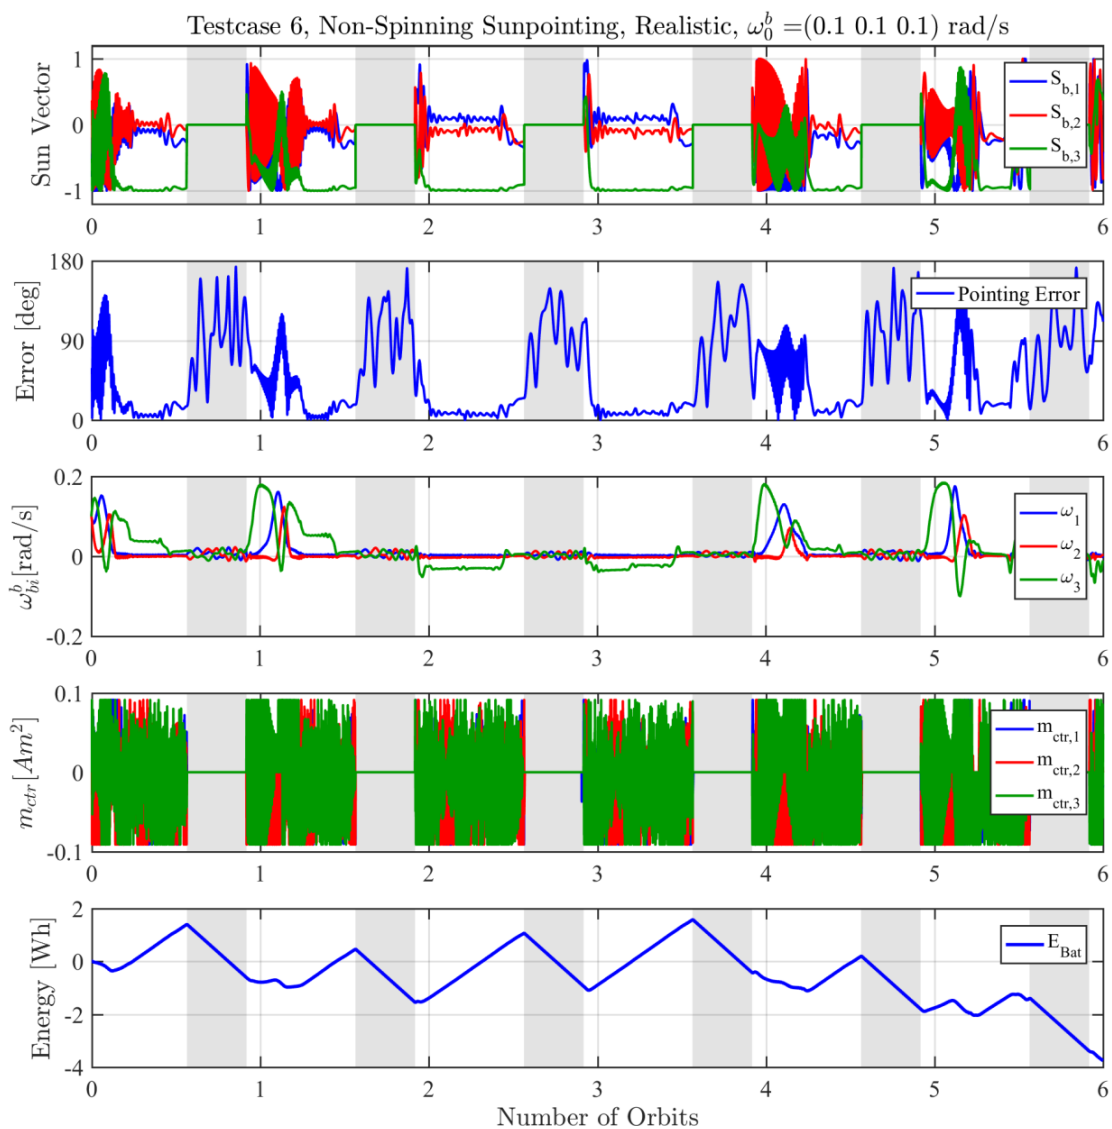 Testcase 6, Non-Spinning Sunpointing, Realistic, ω₀ᵇ =(0.1 0.1 0.1) rad/s
Sun Vector
1
0
-1
S_b,1
S_b,2
S_b,3
0 1 2 3 4 5 6
Error [deg]
180
90
0
Pointing Error
0 1 2 3 4 5 6
ω_bi^b[rad/s]
0.2
0
-0.2
ω₁
ω₂
ω₃
0 1 2 3 4 5 6
m_ctr[Am²]
0.1
0
-0.1
m_ctr,1
m_ctr,2
m_ctr,3
0 1 2 3 4 5 6
Energy [Wh]
2
0
-2
-4
E_Bat
0 1 2 3 4 5 6
Number of Orbits